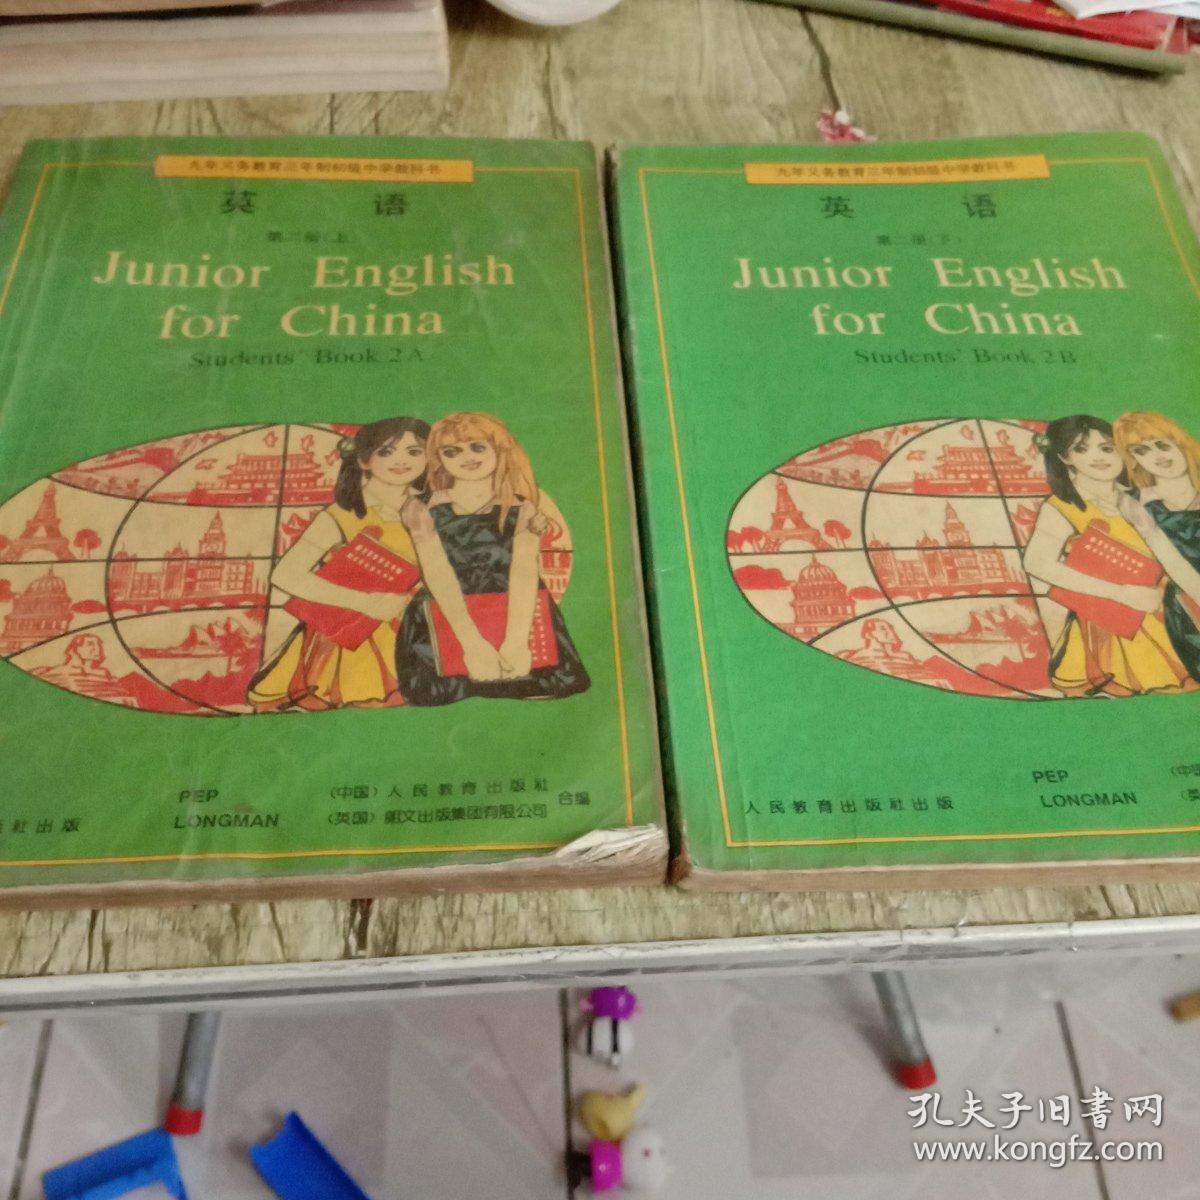 九年义务教育三年制初级中学教科书
英 语
第二册(上)
Junior English
for China
Students' Book 2A
PEP
LONGMAN
(中国) 人民教育出版社
(英国) 朗文出版集团有限公司
合编
社出版
九年义务教育三年制初级中学教科书
英 语
第二册(下)
Junior English
for China
Students' Book 2B
PEP
LONGMAN
人民教育出版社出版
(中
(英
孔夫子旧書网
www.kongfz.com